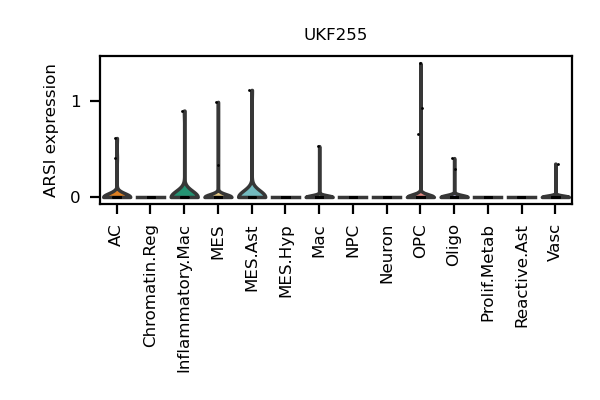 UKF255
ARSI expression
1
0
AC
Chromatin.Reg
Inflammatory.Mac
MES
MES.Ast
MES.Hyp
Mac
NPC
Neuron
OPC
Oligo
Prolif.Metab
Reactive.Ast
Vasc